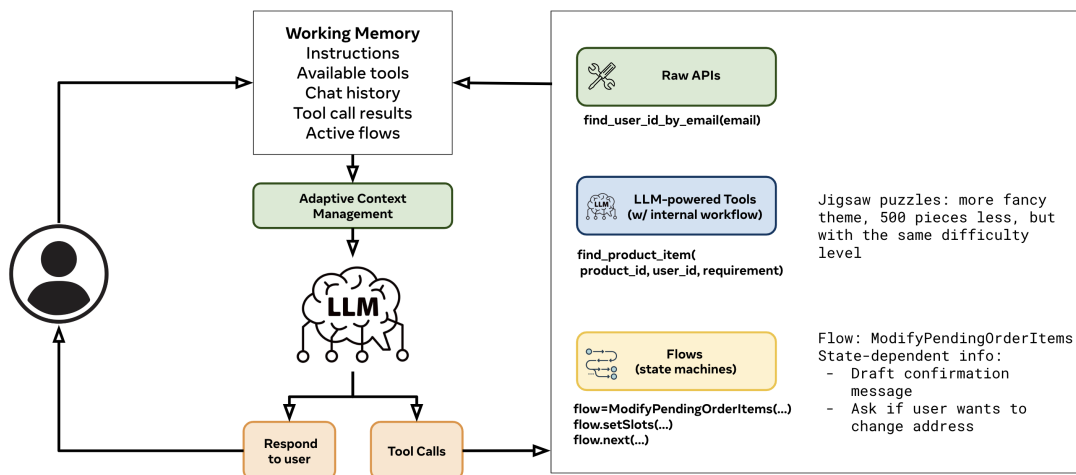 Working Memory
Instructions
Available tools
Chat history
Tool call results
Active flows
Adaptive Context
Management
LLM
Respond
to user
Tool Calls
Raw APIs
find_user_id_by_email(email)
LLM
LLM-powered Tools
(w/ internal workflow)
find_product_item(
product_id, user_id, requirement)
Jigsaw puzzles: more fancy
theme, 500 pieces less, but
with the same difficulty
level
Flows
(state machines)
flow=ModifyPendingOrderItems(...)
flow.setSlots(...)
flow.next(...)
Flow: ModifyPendingOrderItems
State-dependent info:
- Draft confirmation
message
- Ask if user wants to
change address